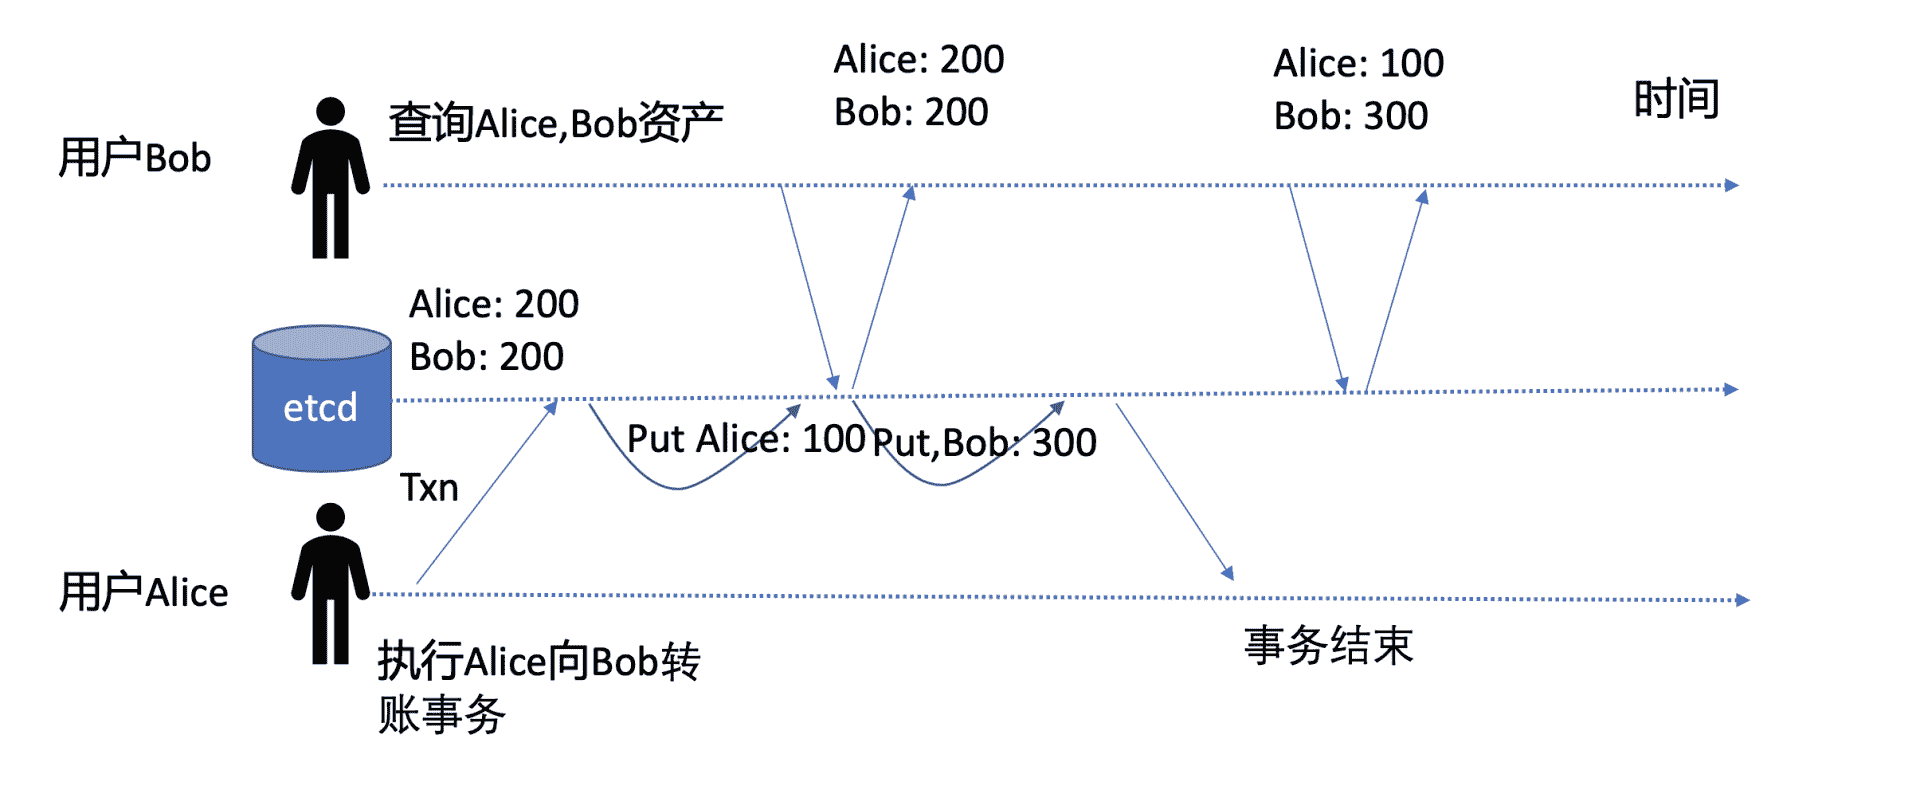 Alice: 200
Bob: 200
Alice: 100
Bob: 300
时间
查询Alice,Bob资产
用户Bob
Alice: 200
Bob: 200
etcd
Put Alice: 100
Put,Bob: 300
Txn
用户Alice
执行Alice向Bob转
账事务
事务结束